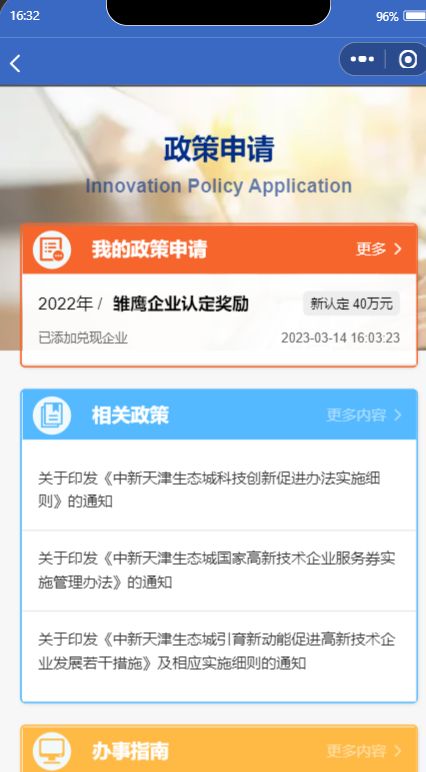 16:32
96%
政策申请
Innovation Policy Application
我的政策申请
更多
2022年 / 雏鹰企业认定奖励
新认定 40万元
已添加兑现企业
2023-03-14 16:03:23
相关政策
更多内容
关于印发《中新天津生态城科技创新促进办法实施细
则》的通知
关于印发《中新天津生态城国家高新技术企业服务券实
施管理办法》的通知
关于印发《中新天津生态城引育新动能促进高新技术企
业发展若干措施》及相应实施细则的通知
办事指南
更多内容